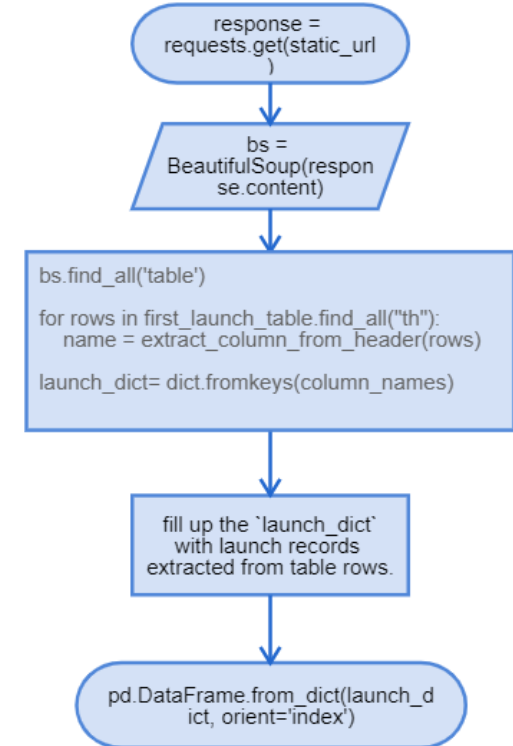 response =
requests.get(static_url
)
bs =
BeautifulSoup(respon
se.content)
bs.find_all('table')
for rows in first_launch_table.find_all("th"):
    name = extract_column_from_header(rows)
launch_dict= dict.fromkeys(column_names)
fill up the `launch_dict`
with launch records
extracted from table rows.
pd.DataFrame.from_dict(launch_d
ict, orient='index')